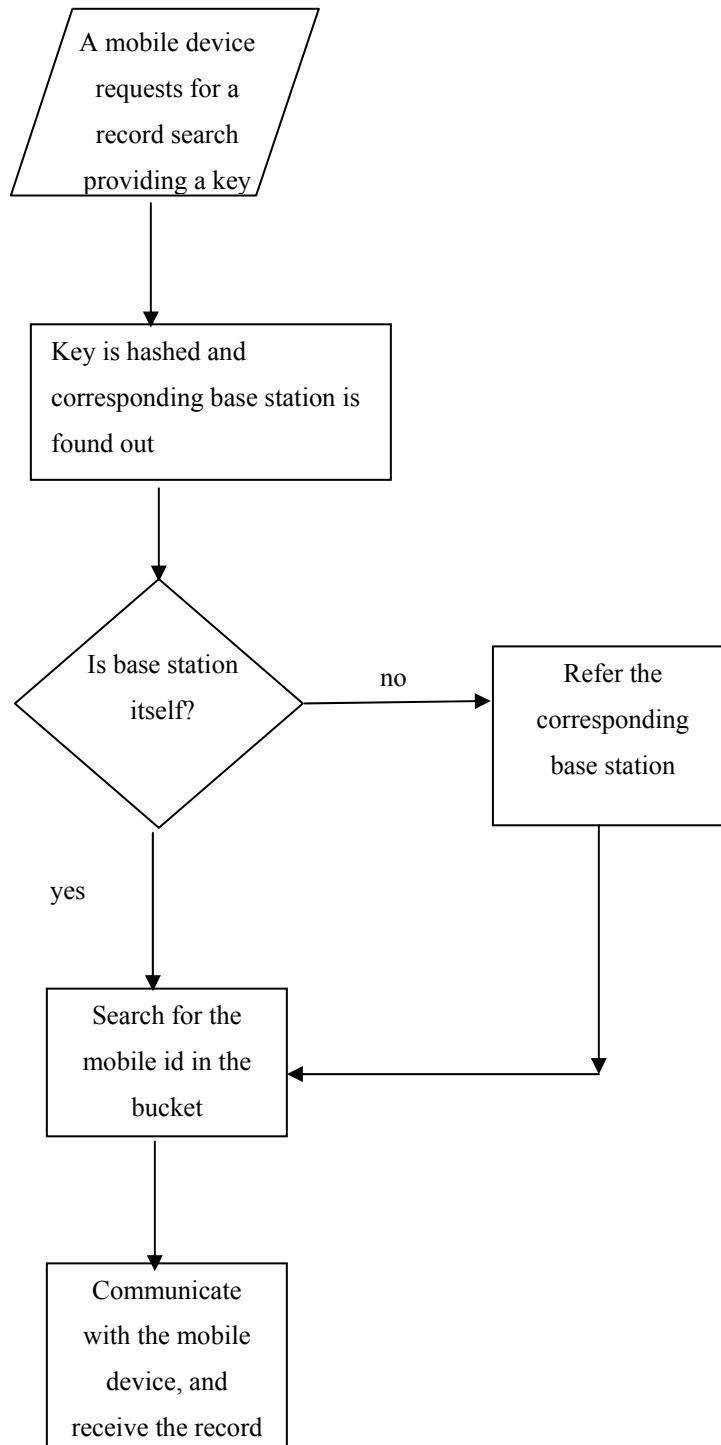 A mobile device
requests for a
record search
providing a key
Key is hashed and
corresponding base station is
found out
Is base station
itself?
no
Refer the
corresponding
base station
yes
Search for the
mobile id in the
bucket
Communicate
with the mobile
device, and
receive the record